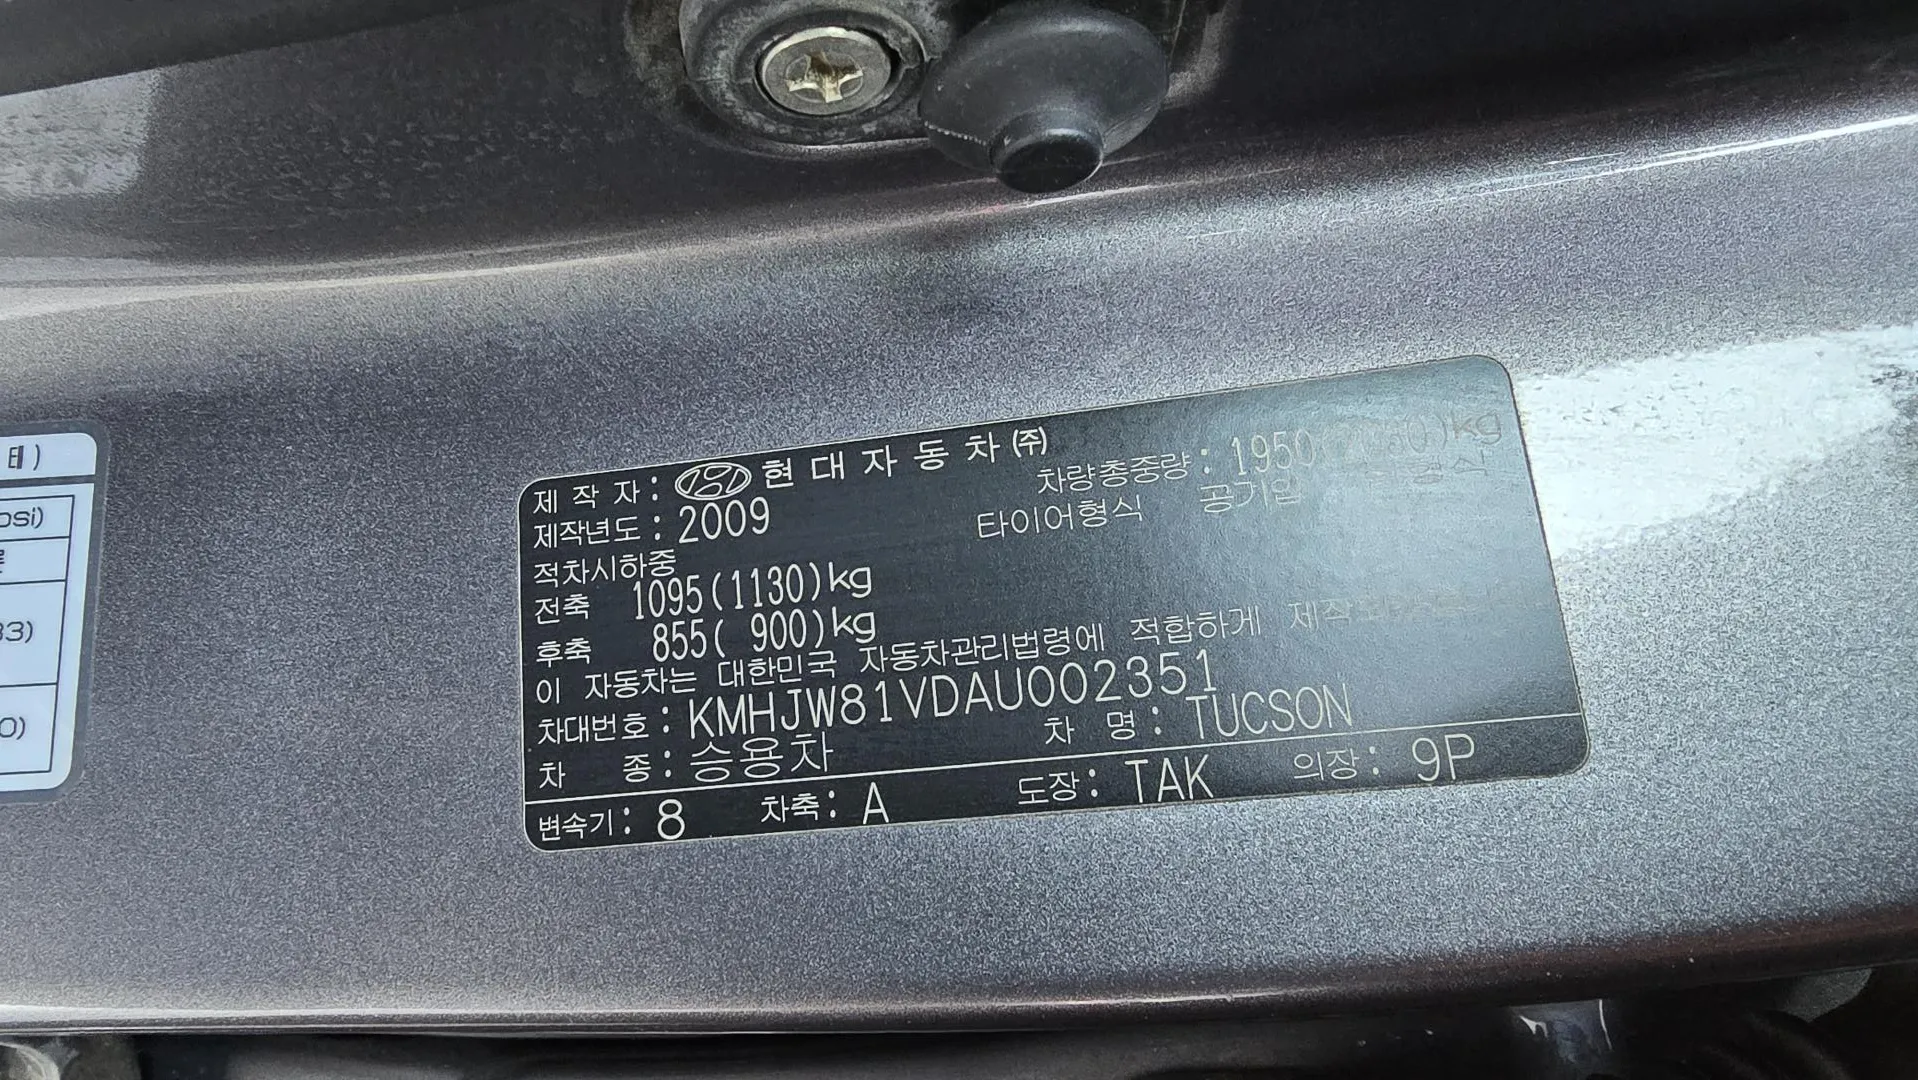 테)
psi)
33)
0)
제 작 자 : 현 대 자 동 차 ㈜
제작년도 : 2009
차량총중량 : 1950 kg
타이어형식 공기압
적차시하중
전축 1095(1130)kg
후축 855( 900)kg
이 자동차는 대한민국 자동차관리법령에 적합하게
차대번호 : KMHJW81VDAU002351
차 종 : 승용차 차 명 : TUCSON
변속기 : 8 차축 : A 도장 : TAK 의장 : 9P